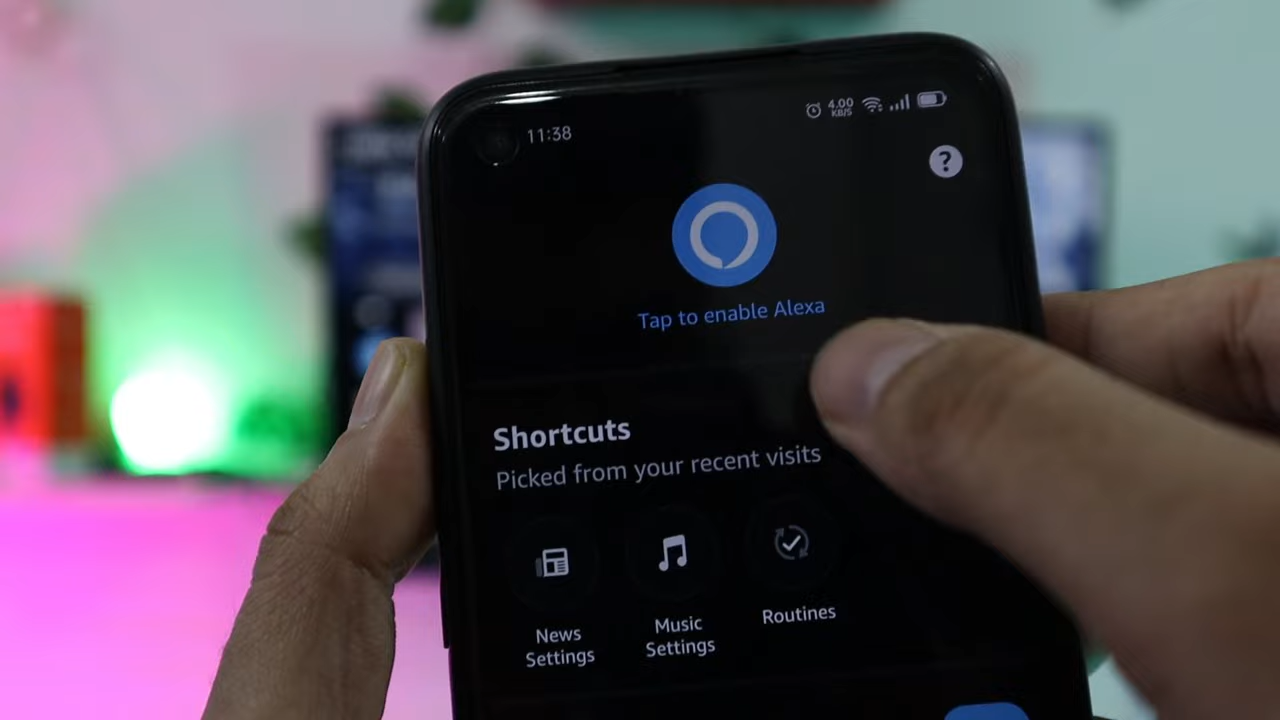 11:38
4.00
KB/S
?
Tap to enable Alexa
Shortcuts
Picked from your recent visits
News
Settings
Music
Settings
Routines